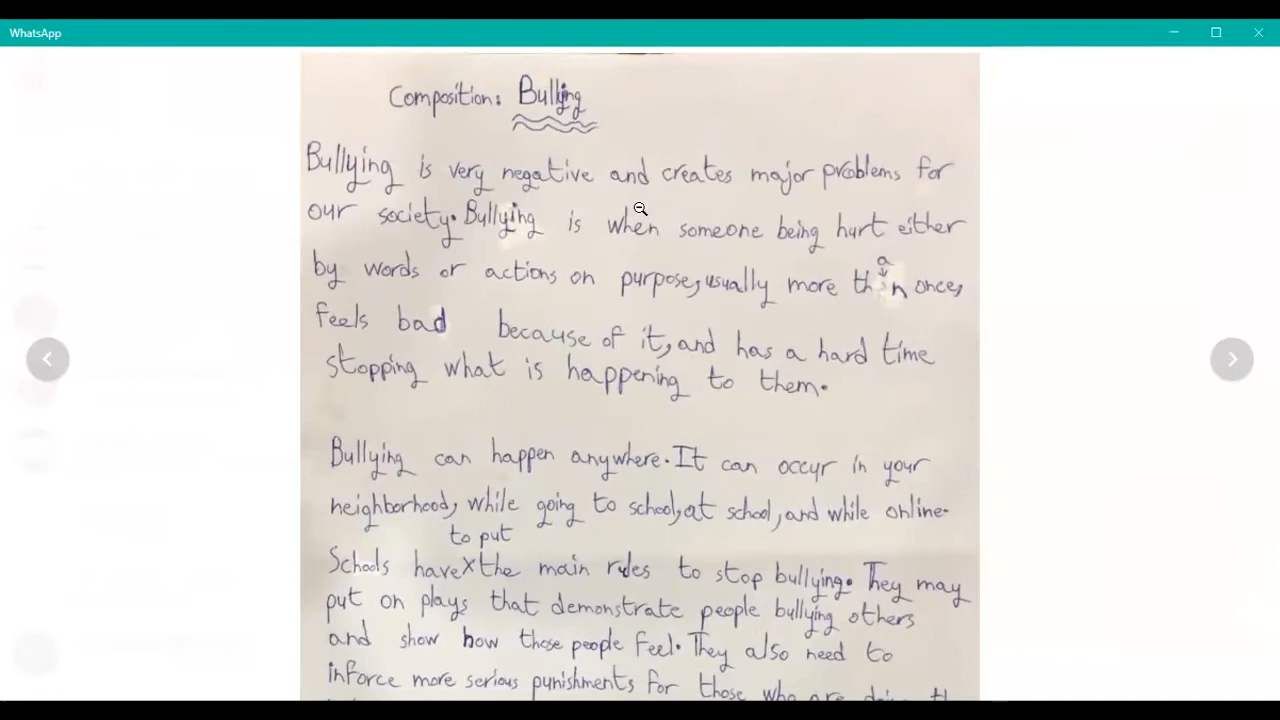 WhatsApp
Composition: Bullying
Bullying is very negative and creates major problems for
our society. Bullying is when someone being hurt either
by words or actions on purpose, usually more than once,
feels bad because of it, and has a hard time
stopping what is happening to them.
Bullying can happen anywhere. It can occur in your
neighborhood, while going to school, at school, and while online.
to put
Schools have x the main rules to stop bullying. They may
put on plays that demonstrate people bullying others
and show how those people feel. They also need to
inforce more serious punishments for those who are doing